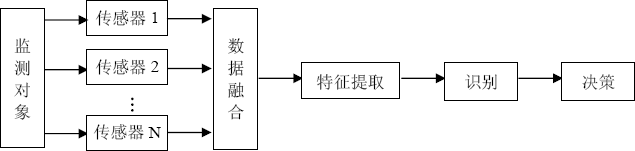 监测对象
传感器 1
传感器 2
⋮
传感器 N
数据融合
特征提取
识别
决策